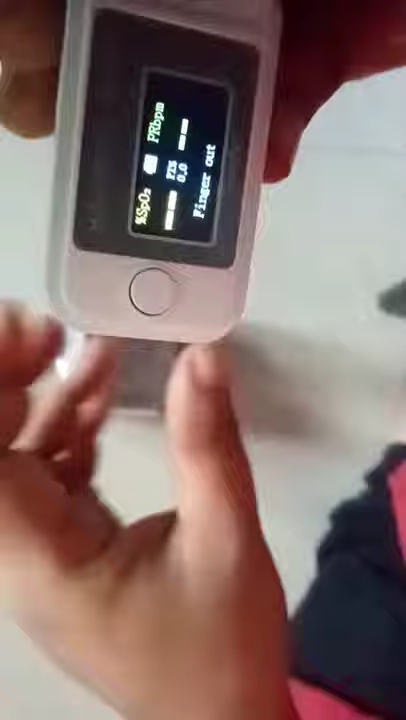 %SpO₂ PRbpm
-- PI% --
0.0
Finger out